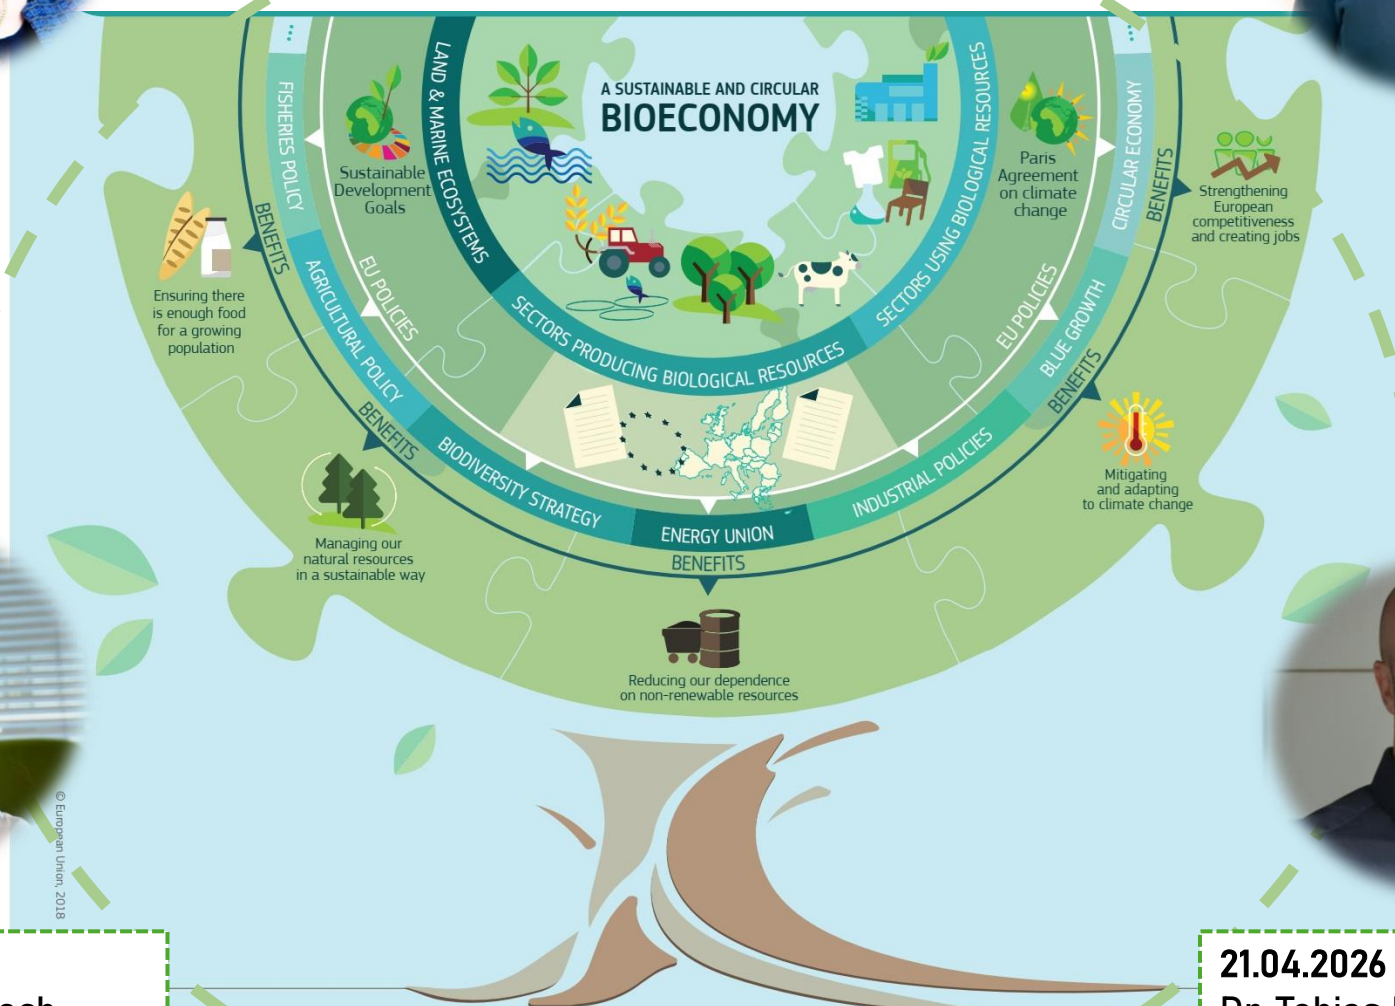 A SUSTAINABLE AND CIRCULAR
BIOECONOMY
LAND & MARINE ECOSYSTEMS
SECTORS PRODUCING BIOLOGICAL RESOURCES
SECTORS USING BIOLOGICAL RESOURCES
Sustainable
Development
Goals
Paris
Agreement
on climate
change
EU POLICIES
EU POLICIES
FISHERIES POLICY
AGRICULTURAL POLICY
BIODIVERSITY STRATEGY
ENERGY UNION
INDUSTRIAL POLICIES
BLUE GROWTH
CIRCULAR ECONOMY
BENEFITS
BENEFITS
BENEFITS
BENEFITS
BENEFITS
Ensuring there
is enough food
for a growing
population
Managing our
natural resources
in a sustainable way
Reducing our dependence
on non-renewable resources
Mitigating
and adapting
to climate change
Strengthening
European
competitiveness
and creating jobs
© European Union, 2018
21.04.2026
Dr. Tobias